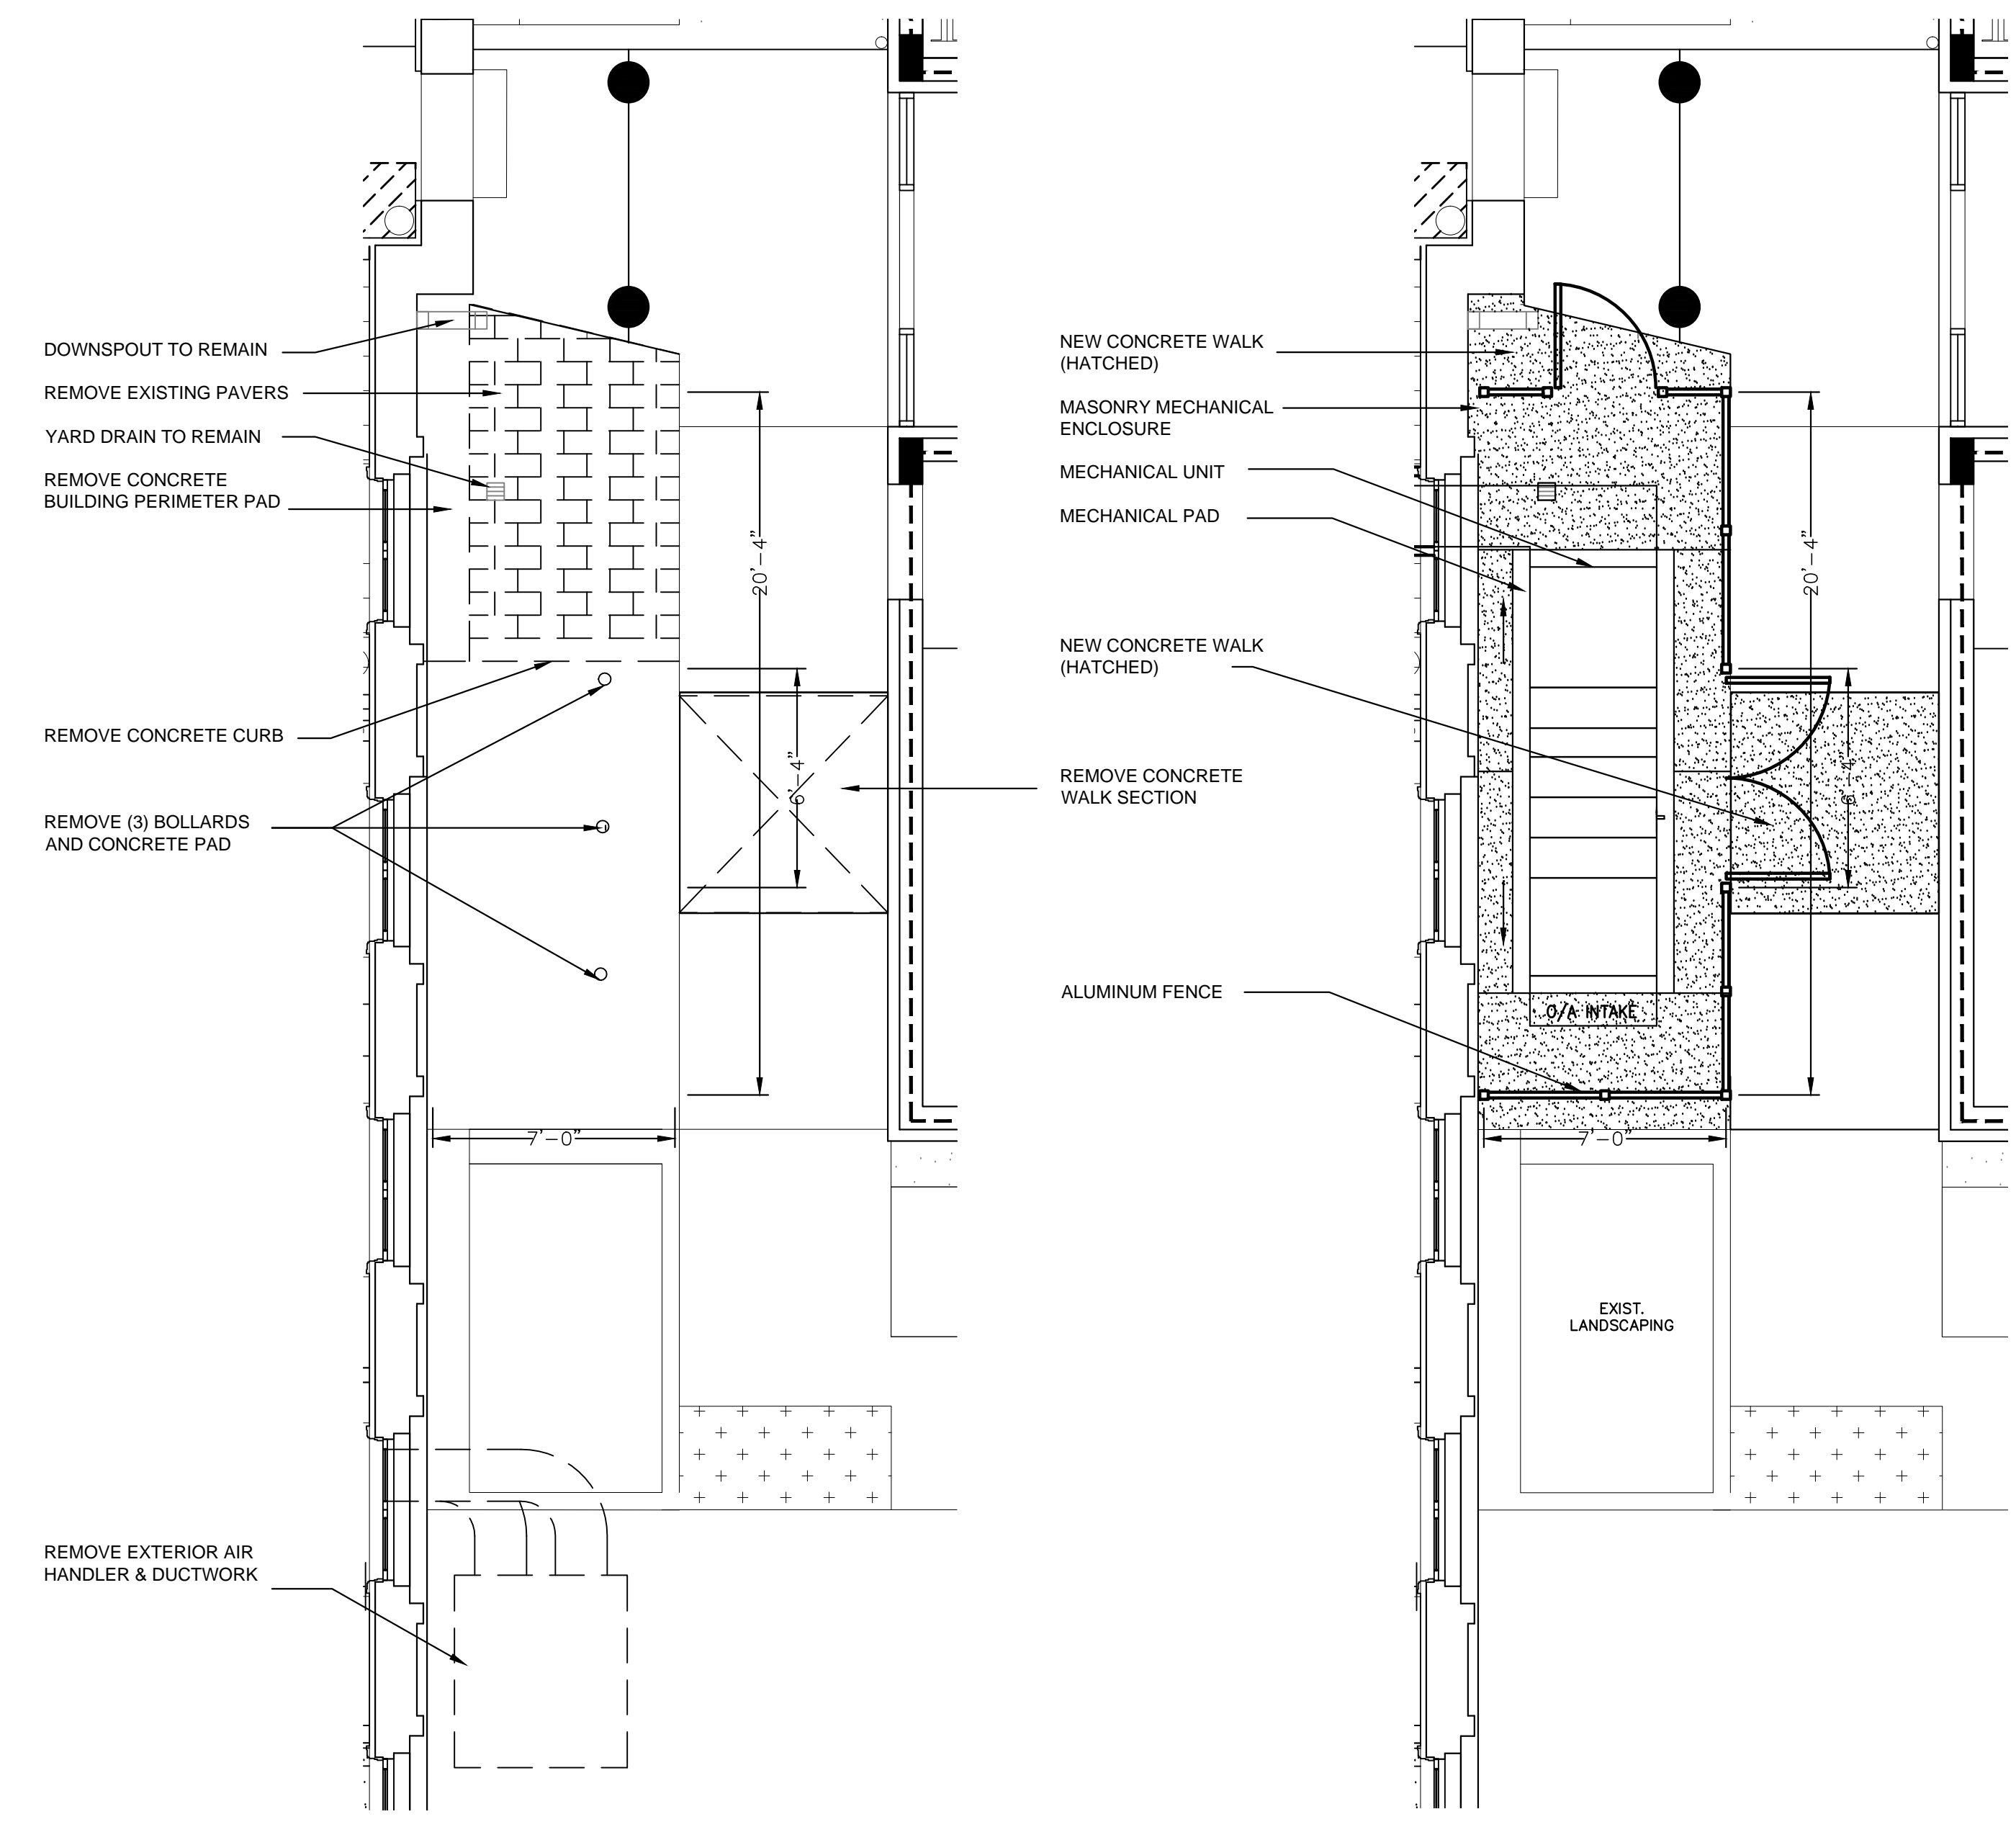 DOWNSPOUT TO REMAIN
REMOVE EXISTING PAVERS
YARD DRAIN TO REMAIN
REMOVE CONCRETE
BUILDING PERIMETER PAD
20'-4"
REMOVE CONCRETE CURB
6'-4"
REMOVE (3) BOLLARDS
AND CONCRETE PAD
7'-0"
REMOVE EXTERIOR AIR
HANDLER & DUCTWORK
NEW CONCRETE WALK
(HATCHED)
MASONRY MECHANICAL
ENCLOSURE
MECHANICAL UNIT
MECHANICAL PAD
20'-4"
NEW CONCRETE WALK
(HATCHED)
REMOVE CONCRETE
WALK SECTION
6'-4"
ALUMINUM FENCE
O/A INTAKE
7'-0"
EXIST.
LANDSCAPING